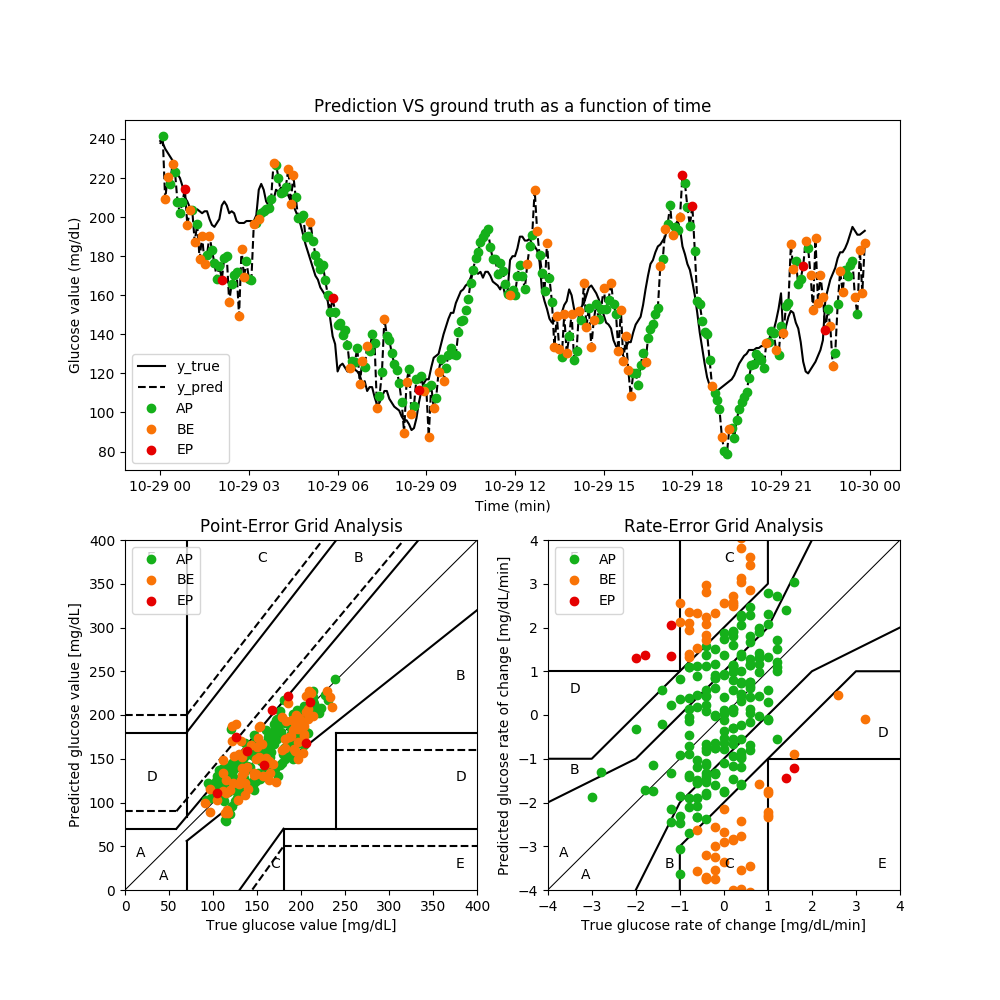 Prediction VS ground truth as a function of time
Glucose value (mg/dL)
240
220
200
180
160
140
120
100
80
y_true
y_pred
AP
BE
EP
10-29 00
10-29 03
10-29 06
10-29 09
10-29 12
10-29 15
10-29 18
10-29 21
10-30 00
Time (min)
Point-Error Grid Analysis
Predicted glucose value [mg/dL]
400
350
300
250
200
150
100
50
0
AP
BE
EP
C
B
B
D
D
A
A
C
E
0
50
100
150
200
250
300
350
400
True glucose value [mg/dL]
Rate-Error Grid Analysis
Predicted glucose rate of change [mg/dL/min]
4
3
2
1
0
−1
−2
−3
−4
AP
BE
EP
C
D
D
B
A
A
B
C
E
−4
−3
−2
−1
0
1
2
3
4
True glucose rate of change [mg/dL/min]